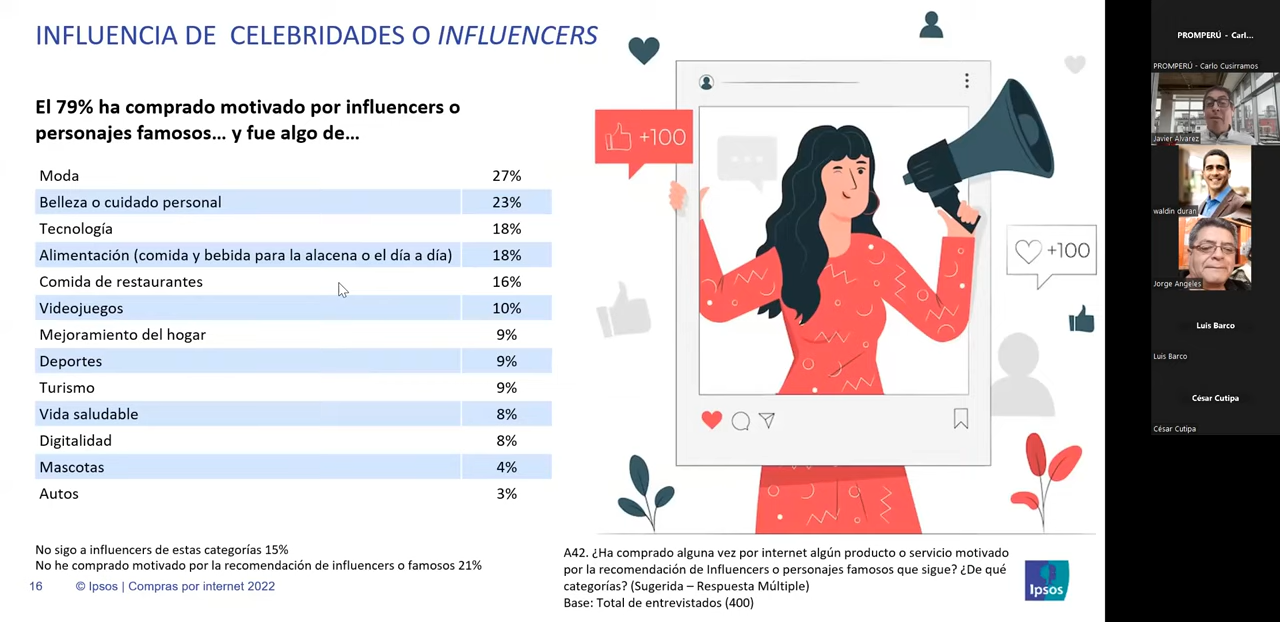 INFLUENCIA DE CELEBRIDADES O INFLUENCERS
El 79% ha comprado motivado por influencers o
personajes famosos... y fue algo de...
Moda 27%
Belleza o cuidado personal 23%
Tecnología 18%
Alimentación (comida y bebida para la alacena o el día a día) 18%
Comida de restaurantes 16%
Videojuegos 10%
Mejoramiento del hogar 9%
Deportes 9%
Turismo 9%
Vida saludable 8%
Digitalidad 8%
Mascotas 4%
Autos 3%
No sigo a influencers de estas categorías 15%
No he comprado motivado por la recomendación de influencers o famosos 21%
16 © Ipsos | Compras por internet 2022
+100
+100
A42. ¿Ha comprado alguna vez por internet algún producto o servicio motivado
por la recomendación de Influencers o personajes famosos que sigue? ¿De qué
categorías? (Sugerida – Respuesta Múltiple)
Base: Total de entrevistados (400)
Ipsos
PROMPERÚ - Carl...
PROMPERÚ - Carlo Cusirramos
Javier Alvarez
waldin duran
Jorge Angeles
Luis Barco
Luis Barco
César Cutipa
César Cutipa